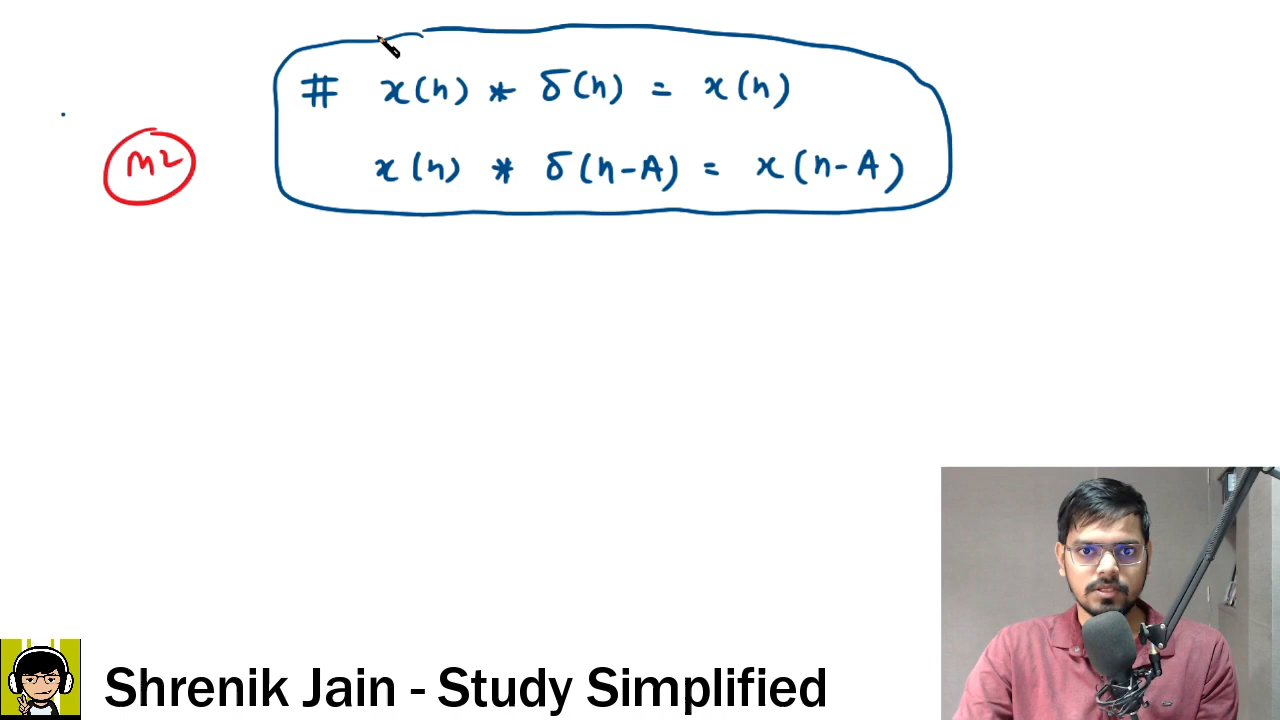 # x(n) * δ(n) = x(n)
M2
x(n) * δ(n-A) = x(n-A)
Shrenik Jain - Study Simplified